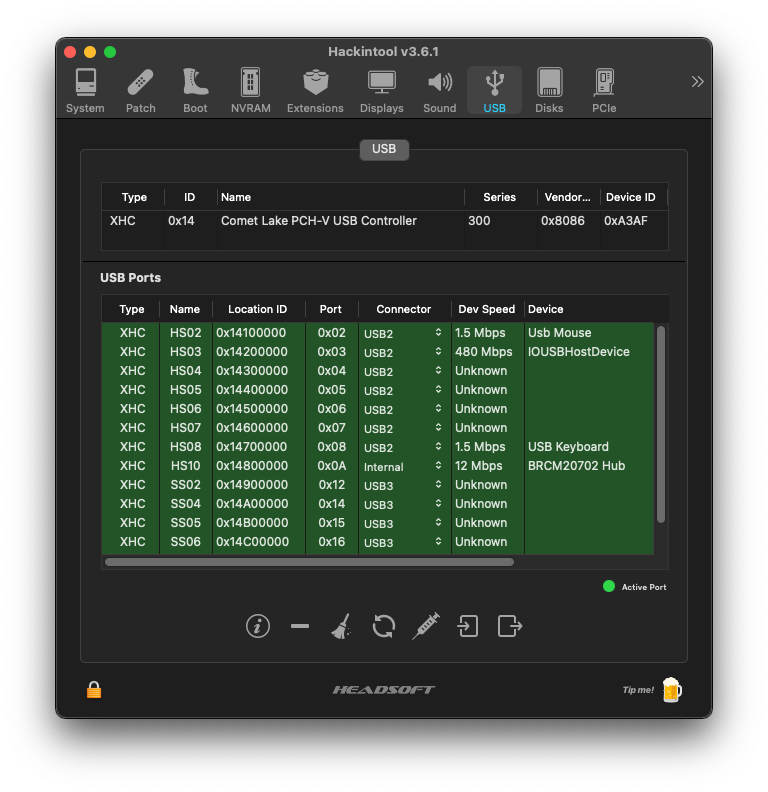 Hackintool v3.6.1
System Patch Boot NVRAM Extensions Displays Sound USB Disks PCIe
USB
Type ID Name Series Vendor... Device ID
XHC 0x14 Comet Lake PCH-V USB Controller 300 0x8086 0xA3AF
USB Ports
Type Name Location ID Port Connector Dev Speed Device
XHC HS02 0x14100000 0x02 USB2 1.5 Mbps Usb Mouse
XHC HS03 0x14200000 0x03 USB2 480 Mbps IOUSBHostDevice
XHC HS04 0x14300000 0x04 USB2 Unknown
XHC HS05 0x14400000 0x05 USB2 Unknown
XHC HS06 0x14500000 0x06 USB2 Unknown
XHC HS07 0x14600000 0x07 USB2 Unknown
XHC HS08 0x14700000 0x08 USB2 1.5 Mbps USB Keyboard
XHC HS10 0x14800000 0x0A Internal 12 Mbps BRCM20702 Hub
XHC SS02 0x14900000 0x12 USB3 Unknown
XHC SS04 0x14A00000 0x14 USB3 Unknown
XHC SS05 0x14B00000 0x15 USB3 Unknown
XHC SS06 0x14C00000 0x16 USB3 Unknown
Active Port
HEADSOFT
Tip me!